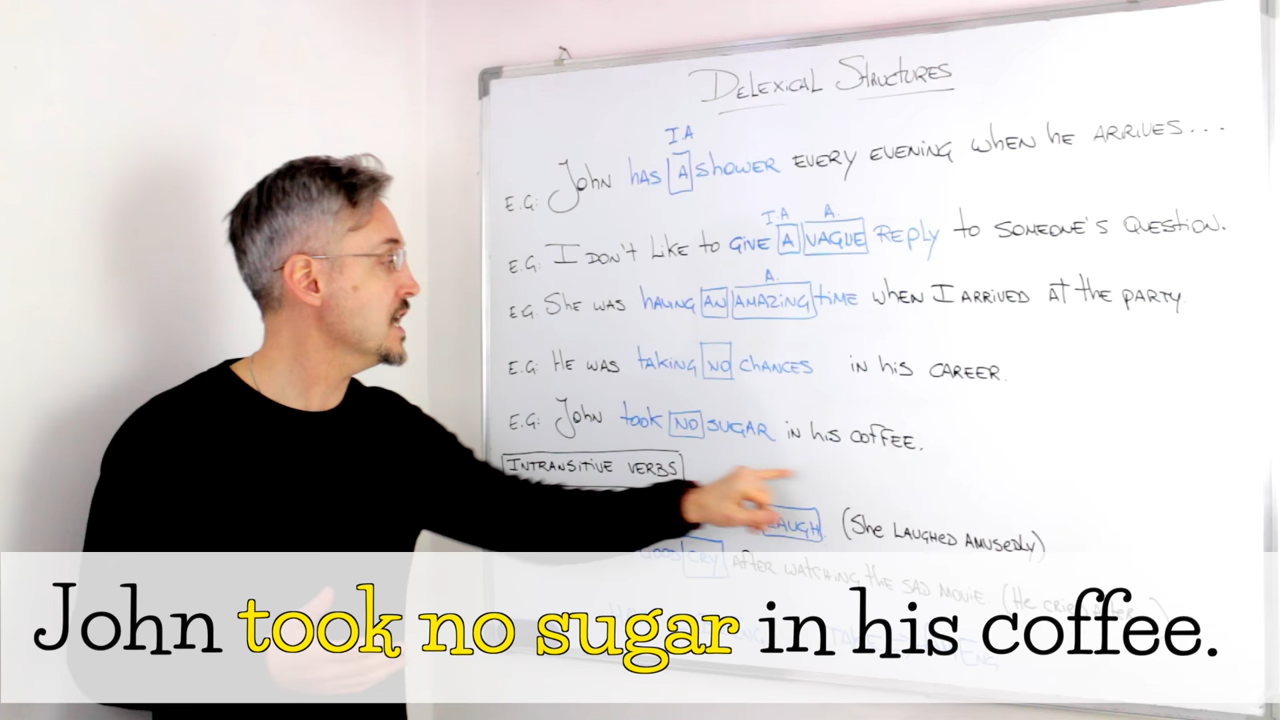 Delexical Structures
IA
E.G: John has A shower every evening when he arrives...
IA A.
E.G: I don't like to give A VAGUE Reply to someone's question.
A.
E.G: She was having AN AMAZING time when I arrived at the party.
E.G: He was taking NO chances in his career.
E.G: John took NO sugar in his coffee.
INTRANSITIVE VERBS
LAUGH. (She laughed amusedly)
CRY after watching the sad movie (He cried
John took no sugar in his coffee.